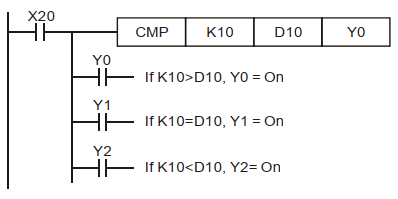 X20
CMP K10 D10 Y0
Y0
If K10>D10, Y0 = On
Y1
If K10=D10, Y1 = On
Y2
If K10<D10, Y2= On